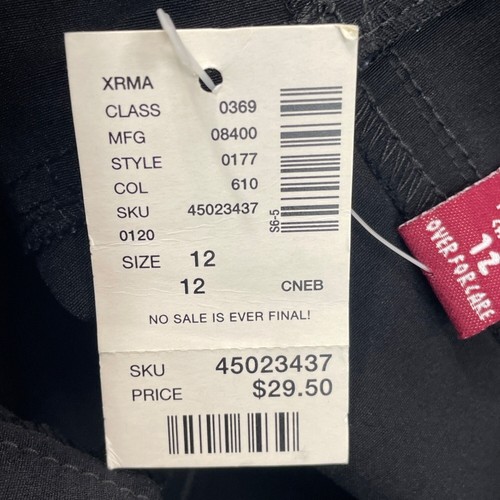 XRMA
CLASS 0369
MFG 08400
STYLE 0177
COL 610
SKU 45023437
0120
S6-5
SIZE 12
12 CNEB
NO SALE IS EVER FINAL!
SKU 45023437
PRICE $29.50
12
OVER FOR CARE